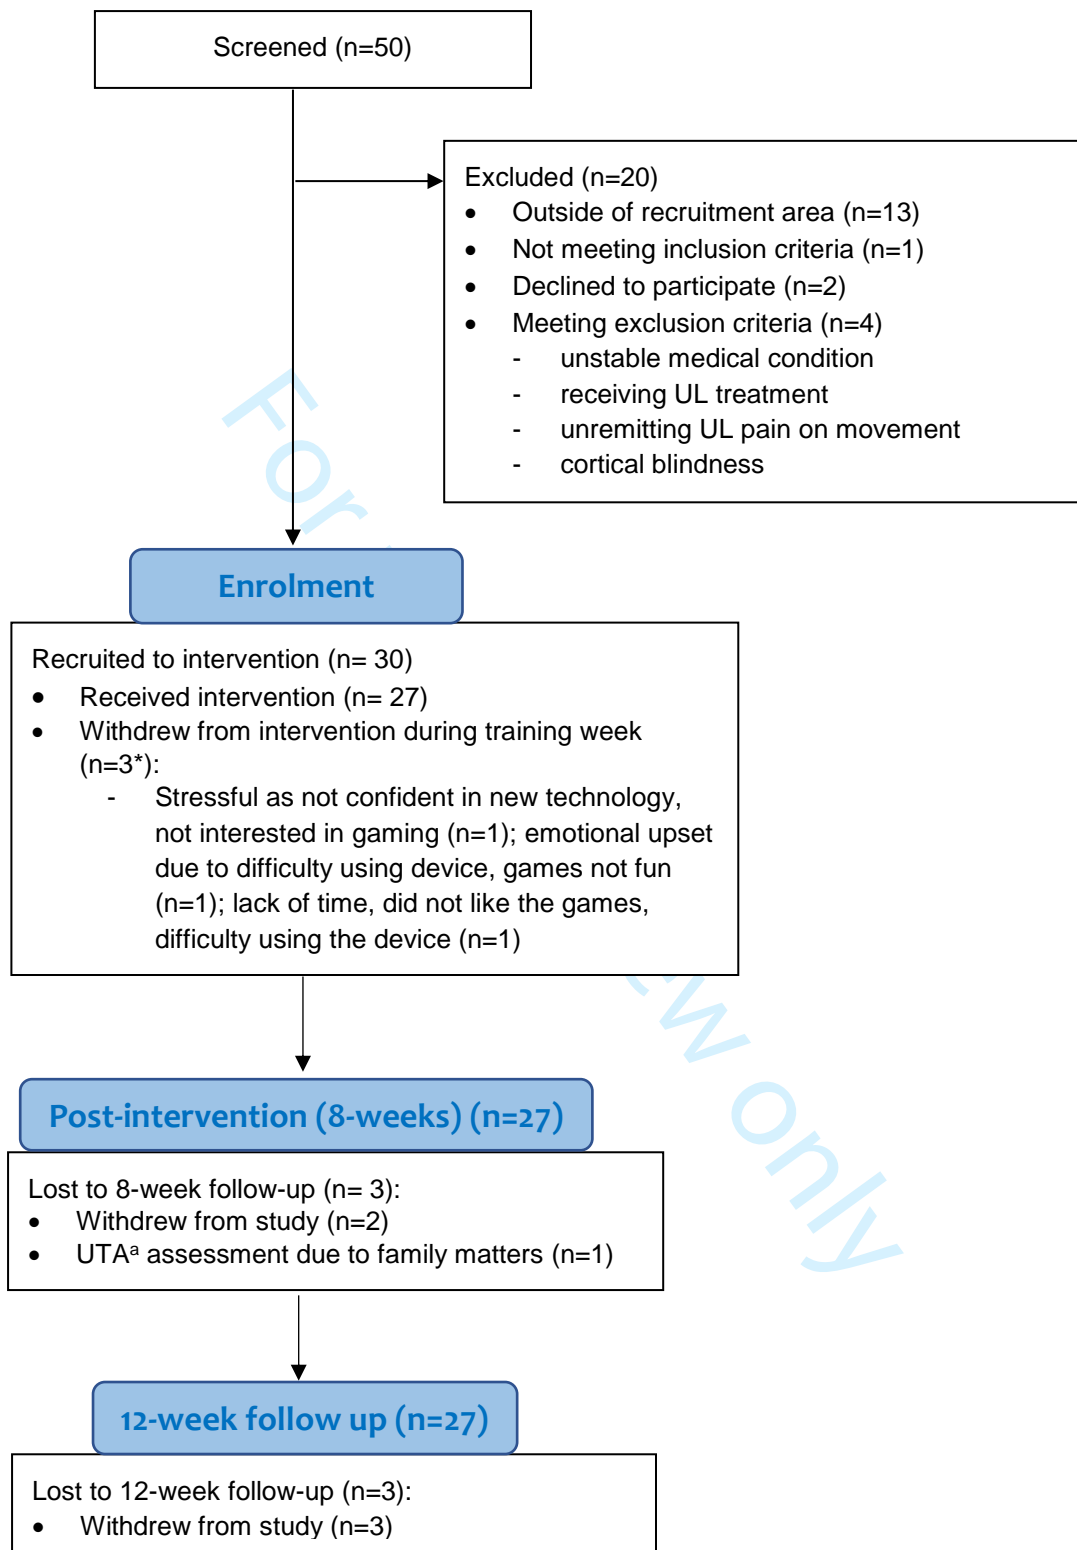 Screened (n=50)
Excluded (n=20)
• Outside of recruitment area (n=13)
• Not meeting inclusion criteria (n=1)
• Declined to participate (n=2)
• Meeting exclusion criteria (n=4)
- unstable medical condition
- receiving UL treatment
- unremitting UL pain on movement
- cortical blindness
Enrolment
Recruited to intervention (n= 30)
• Received intervention (n= 27)
• Withdrew from intervention during training week
(n=3*):
- Stressful as not confident in new technology,
not interested in gaming (n=1); emotional upset
due to difficulty using device, games not fun
(n=1); lack of time, did not like the games,
difficulty using the device (n=1)
Post-intervention (8-weeks) (n=27)
Lost to 8-week follow-up (n= 3):
• Withdrew from study (n=2)
• UTAᵃ assessment due to family matters (n=1)
12-week follow up (n=27)
Lost to 12-week follow-up (n=3):
• Withdrew from study (n=3)
For
only